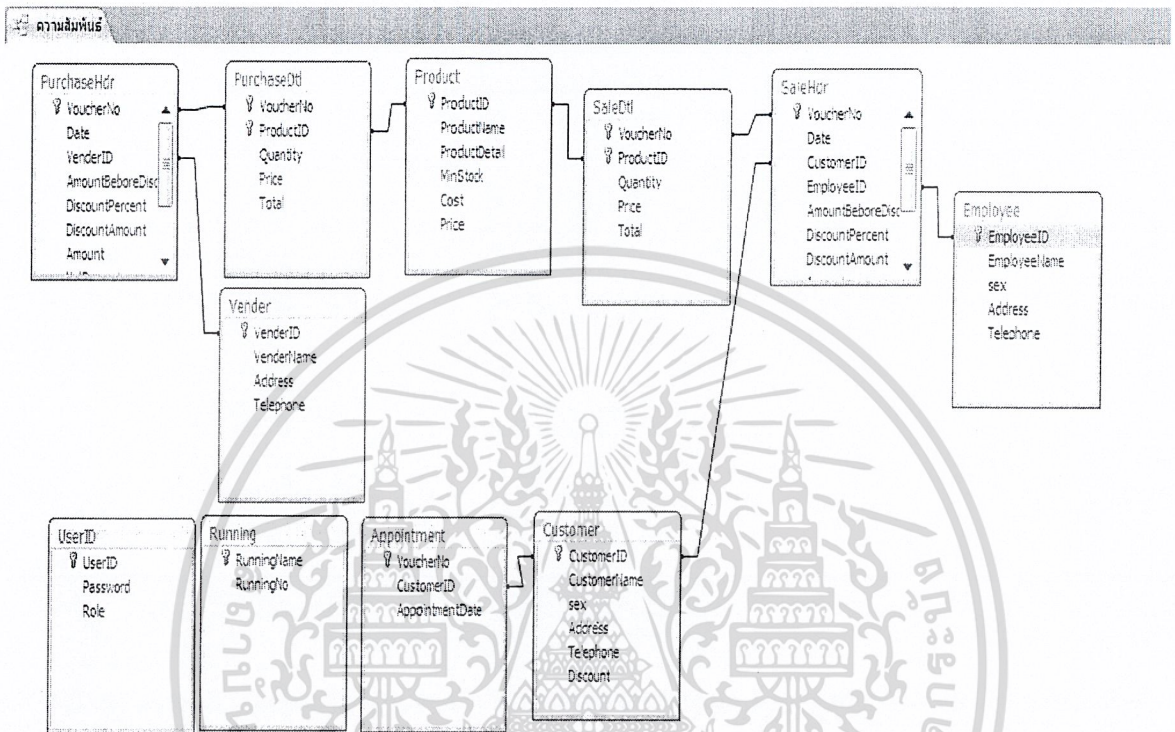 ความสัมพันธ์
PurchaseHdr
VoucherNo
Date
VenderID
AmountBeboreDisc
DiscountPercent
DiscountAmount
Amount
PurchaseDtl
VoucherNo
ProductID
Quantity
Price
Total
Product
ProductID
ProductName
ProductDetail
MinStock
Cost
Price
SaleDtl
VoucherNo
ProductID
Quantity
Price
Total
SaleHdr
VoucherNo
Date
CustomerID
EmployeeID
AmountBeboreDisc
DiscountPercent
DiscountAmount
Employee
EmployeeID
EmployeeName
sex
Address
Telephone
Vender
VenderID
VenderName
Address
Telephone
UserID
UserID
Password
Role
Running
RunningName
RunningNo
Appointment
VoucherNo
CustomerID
AppointmentDate
Customer
CustomerID
CustomerName
sex
Address
Telephone
Discount